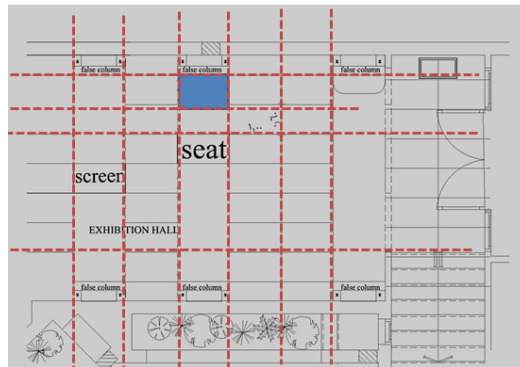 false column false column false column
seat
screen
EXHIBITION HALL
false column false column false column